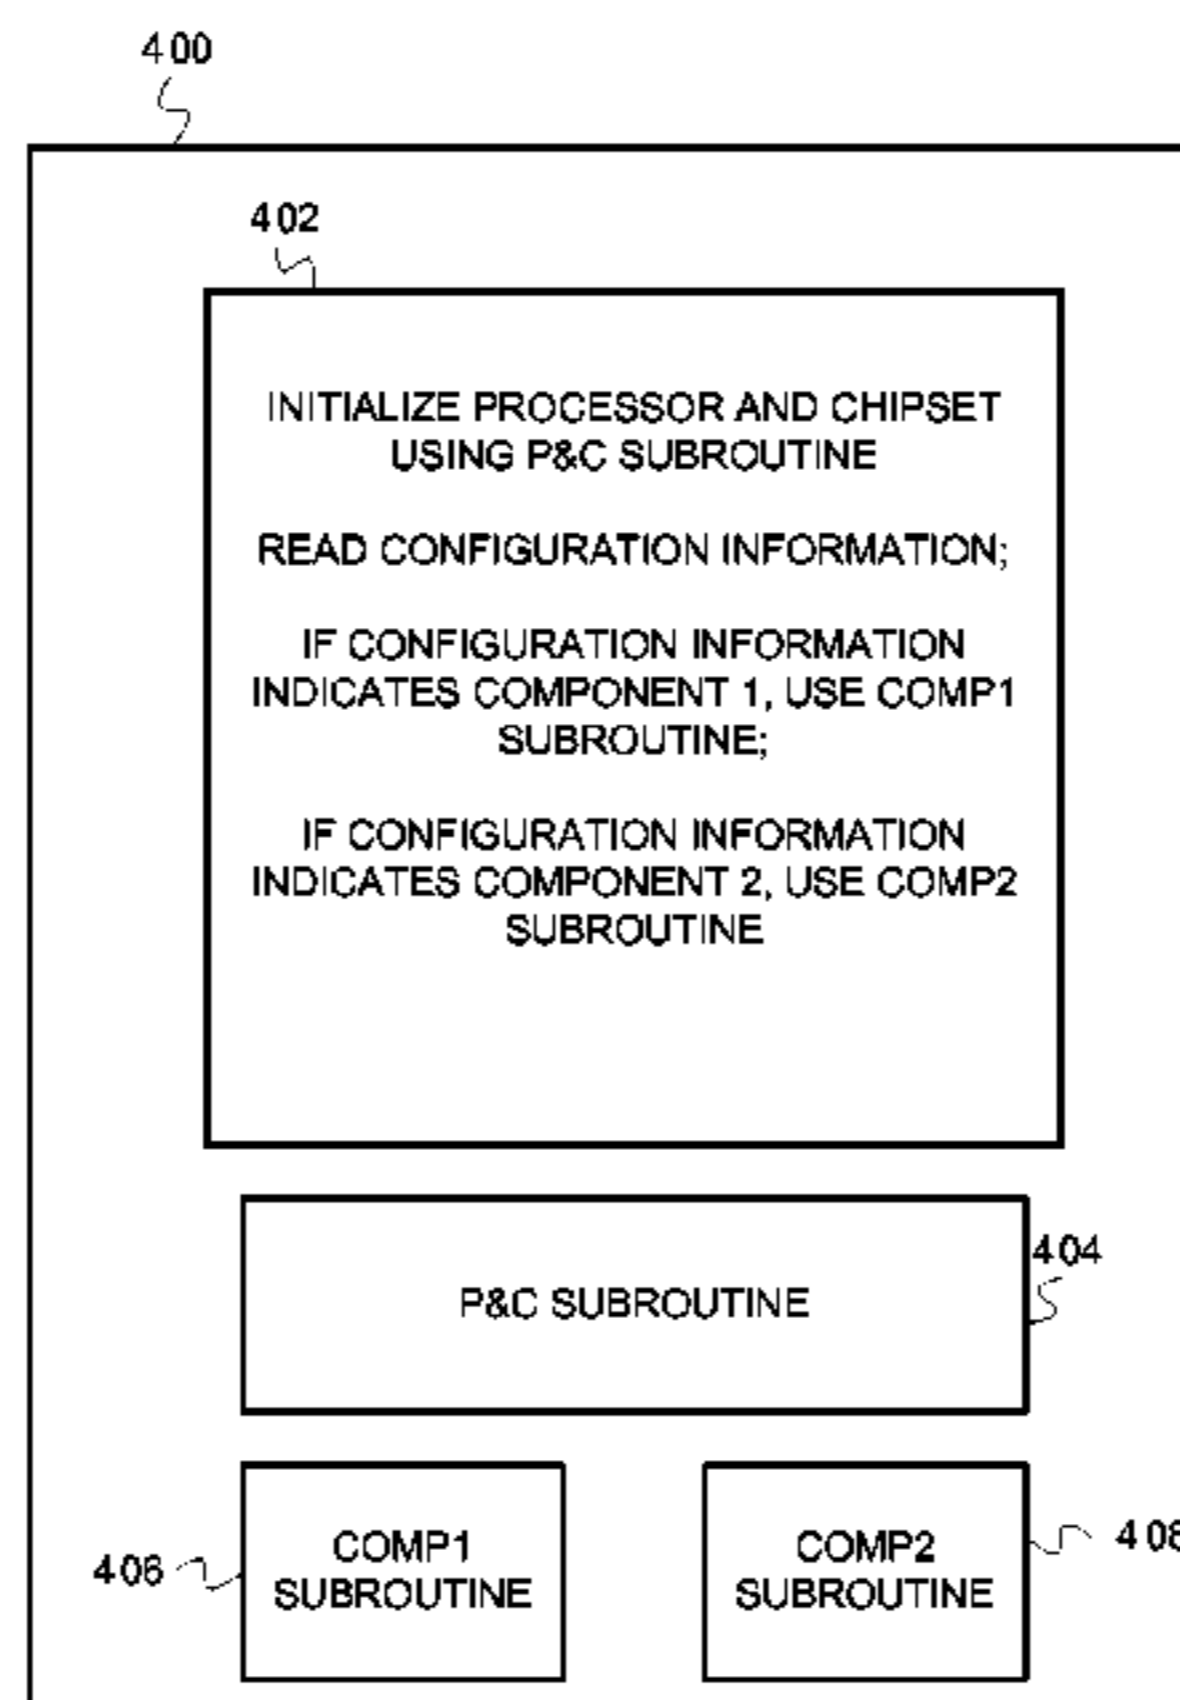 400
402
INITIALIZE PROCESSOR AND CHIPSET
USING P&C SUBROUTINE
READ CONFIGURATION INFORMATION;
IF CONFIGURATION INFORMATION
INDICATES COMPONENT 1, USE COMP1
SUBROUTINE;
IF CONFIGURATION INFORMATION
INDICATES COMPONENT 2, USE COMP2
SUBROUTINE
404
P&C SUBROUTINE
406
COMP1
SUBROUTINE
COMP2
SUBROUTINE